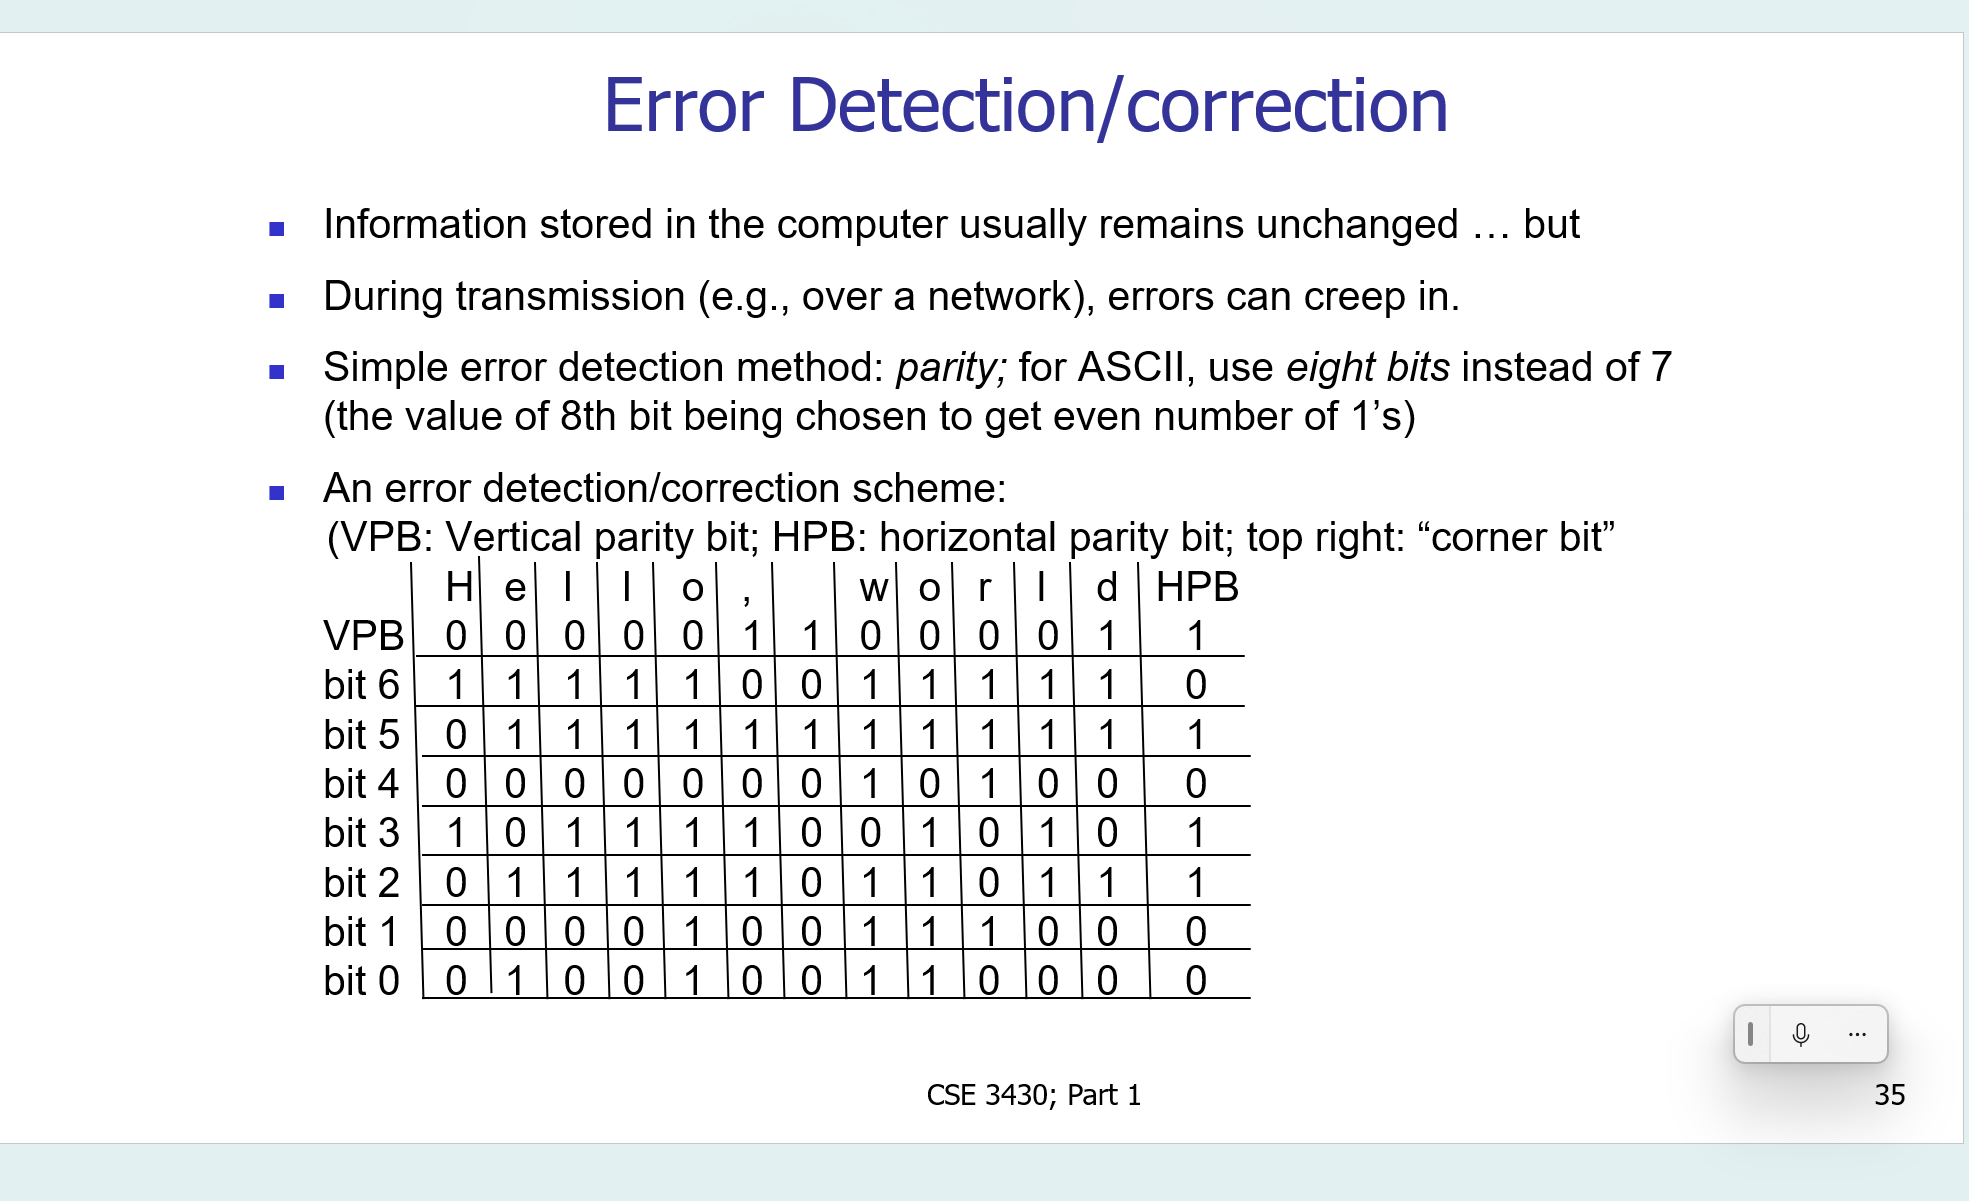 Error Detection/correction
Information stored in the computer usually remains unchanged … but
During transmission (e.g., over a network), errors can creep in.
Simple error detection method: parity; for ASCII, use eight bits instead of 7
(the value of 8th bit being chosen to get even number of 1’s)
An error detection/correction scheme:
(VPB: Vertical parity bit; HPB: horizontal parity bit; top right: “corner bit”
H e l l o , w o r l d HPB
VPB 0 0 0 0 0 1 1 0 0 0 0 1 1
bit 6 1 1 1 1 1 0 0 1 1 1 1 1 0
bit 5 0 1 1 1 1 1 1 1 1 1 1 1 1
bit 4 0 0 0 0 0 0 0 1 0 1 0 0 0
bit 3 1 0 1 1 1 1 0 0 1 0 1 0 1
bit 2 0 1 1 1 1 1 0 1 1 0 1 1 1
bit 1 0 0 0 0 1 0 0 1 1 1 0 0 0
bit 0 0 1 0 0 1 0 0 1 1 0 0 0 0
CSE 3430; Part 1
35